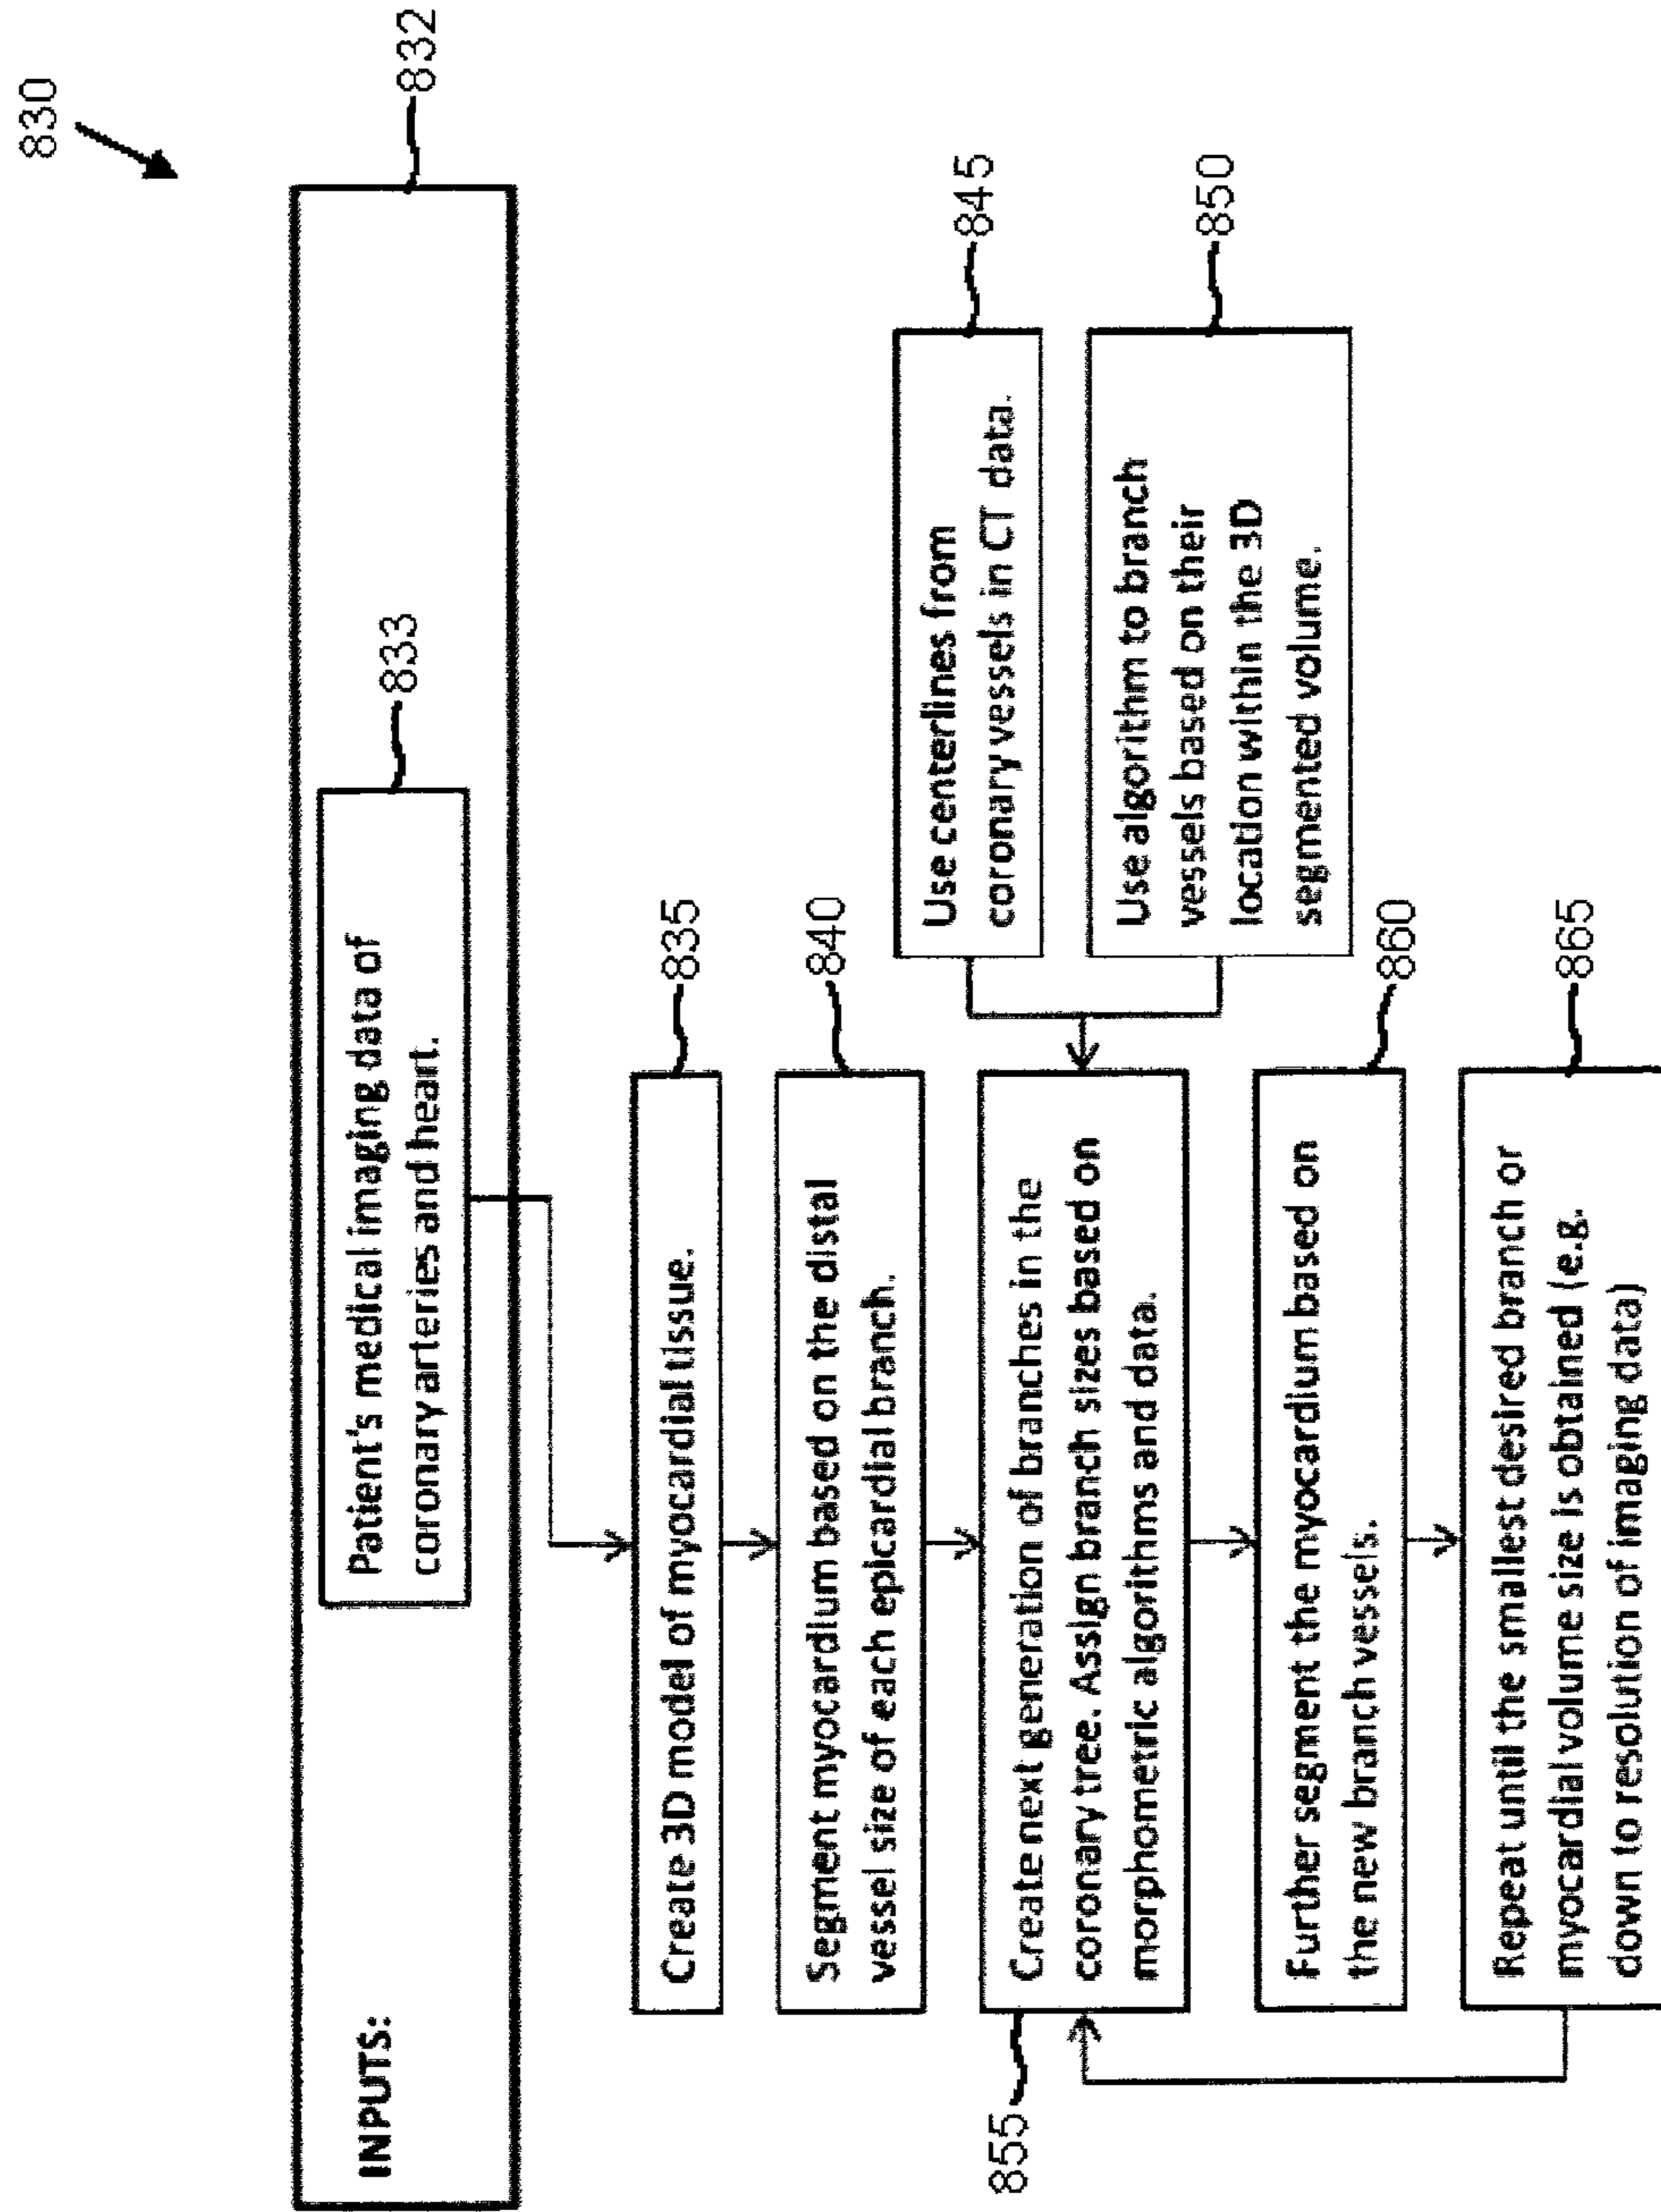 830
832
INPUTS:
833
Patient's medical imaging data of
coronary arteries and heart.
835
Create 3D model of myocardial tissue.
840
Segment myocardium based on the distal
vessel size of each epicardial branch.
845
Use centerlines from
coronary vessels in CT data.
850
Use algorithm to branch
vessels based on their
location within the 3D
segmented volume.
855
Create next generation of branches in the
coronary tree. Assign branch sizes based on
morphometric algorithms and data.
860
Further segment the myocardium based on
the new branch vessels.
865
Repeat until the smallest desired branch or
myocardial volume size is obtained (e.g.
down to resolution of imaging data)